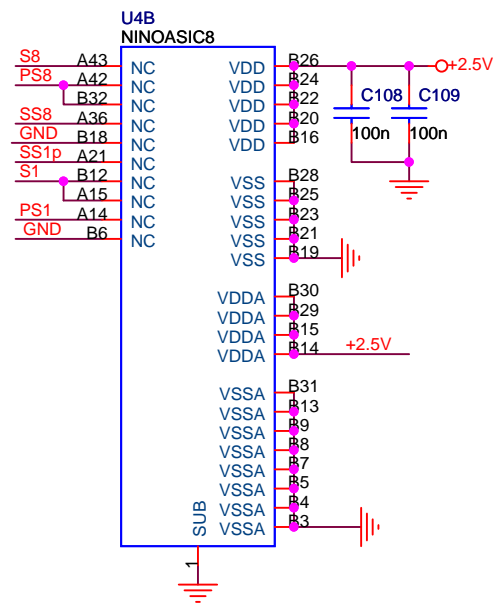 U4B
NINOASIC8
S8 A43 NC VDD B26 +2.5V
PS8 A42 NC VDD B24
B32 NC VDD B22 C108 C109
SS8 A36 NC VDD B20
GND B18 NC VDD B16 100n 100n
SS1p A21 NC
S1 B12 NC VSS B28
A15 NC VSS B25
PS1 A14 NC VSS B23
GND B6 NC VSS B21
VSS B19
VDDA B30
VDDA B29
VDDA B15
VDDA B14 +2.5V
VSSA B31
VSSA B13
VSSA B9
VSSA B8
VSSA B7
VSSA B5
VSSA B4
VSSA B3
SUB
1